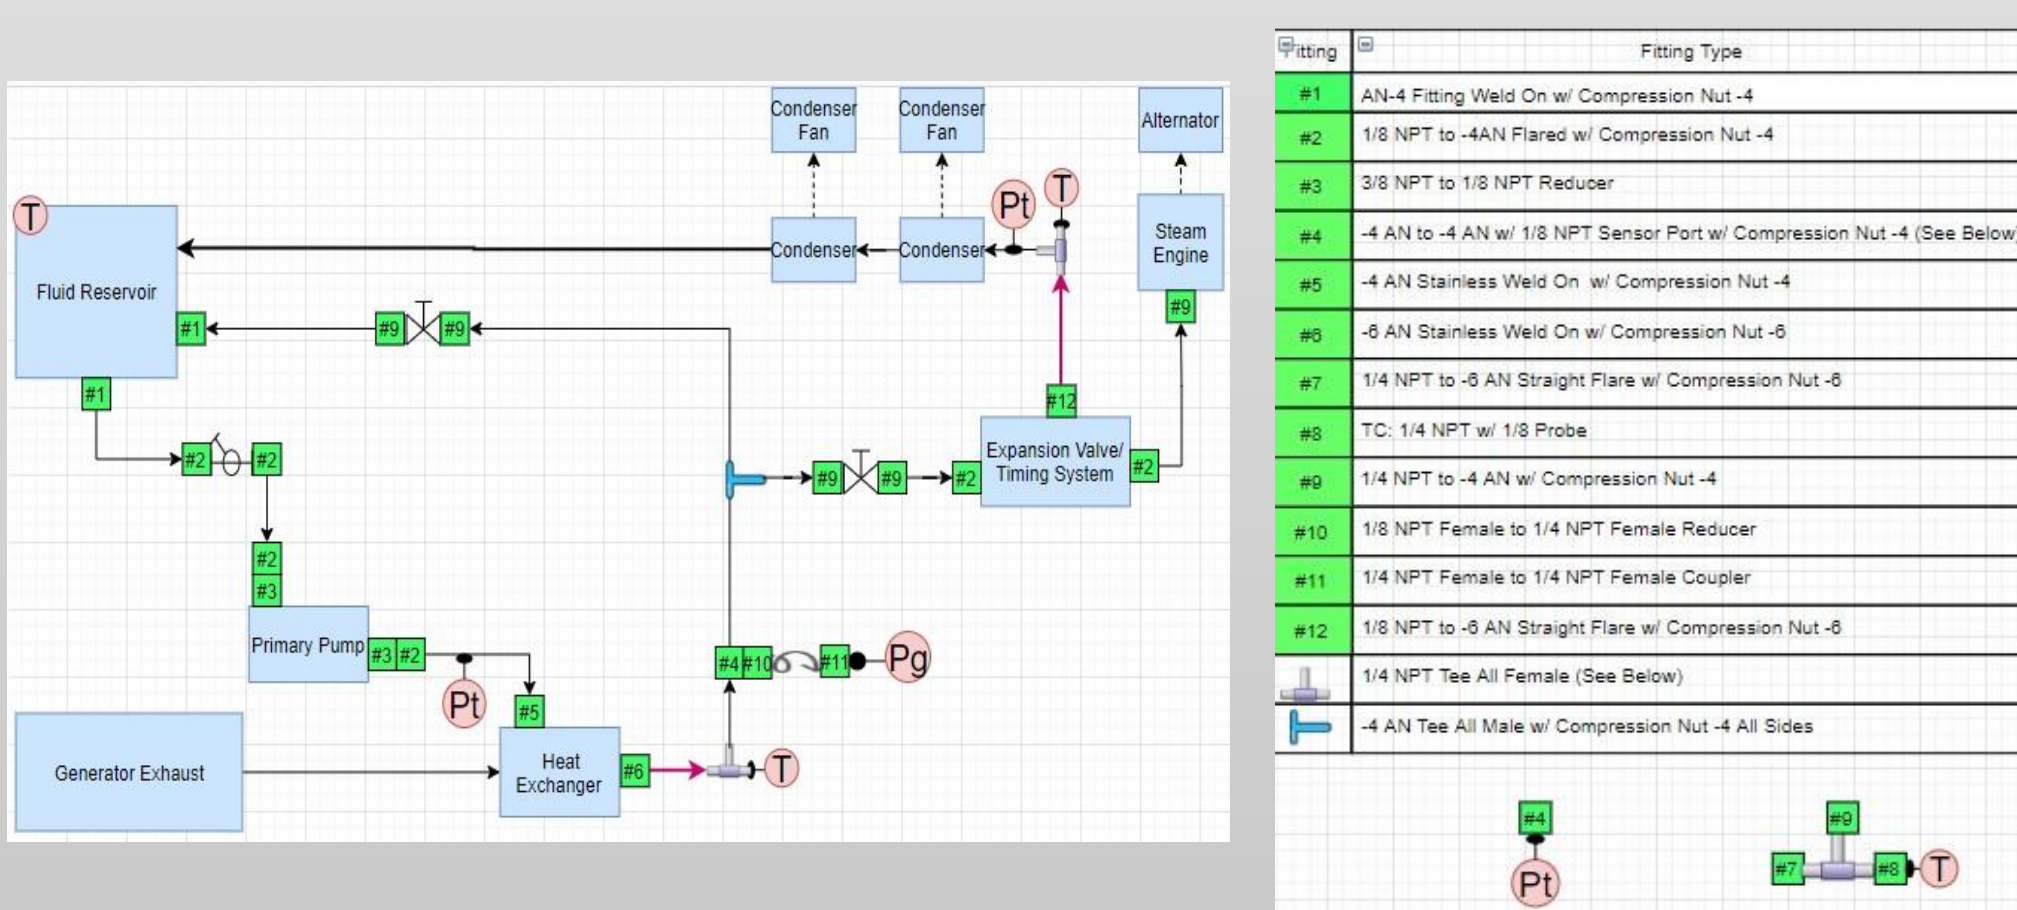 Condenser
Fan
Condenser
Fan
Alternator
T
Pt
T
Fluid Reservoir
Condenser
Condenser
Steam
Engine
#9
#1
#9
#9
#1
#12
#2
#2
Expansion Valve/
Timing System
#9
#9
#2
#2
#2
#3
Primary Pump
#3
#2
Pt
#5
#4
#10
#11
Pg
Generator Exhaust
Heat
Exchanger
#6
T
Fitting
Fitting Type
#1
AN-4 Fitting Weld On w/ Compression Nut -4
#2
1/8 NPT to -4AN Flared w/ Compression Nut -4
#3
3/8 NPT to 1/8 NPT Reducer
#4
-4 AN to -4 AN w/ 1/8 NPT Sensor Port w/ Compression Nut -4 (See Below)
#5
-4 AN Stainless Weld On w/ Compression Nut -4
#6
-6 AN Stainless Weld On w/ Compression Nut -6
#7
1/4 NPT to -6 AN Straight Flare w/ Compression Nut -6
#8
TC: 1/4 NPT w/ 1/8 Probe
#9
1/4 NPT to -4 AN w/ Compression Nut -4
#10
1/8 NPT Female to 1/4 NPT Female Reducer
#11
1/4 NPT Female to 1/4 NPT Female Coupler
#12
1/8 NPT to -6 AN Straight Flare w/ Compression Nut -6
1/4 NPT Tee All Female (See Below)
-4 AN Tee All Male w/ Compression Nut -4 All Sides
#4
Pt
#9
#7
#8
T